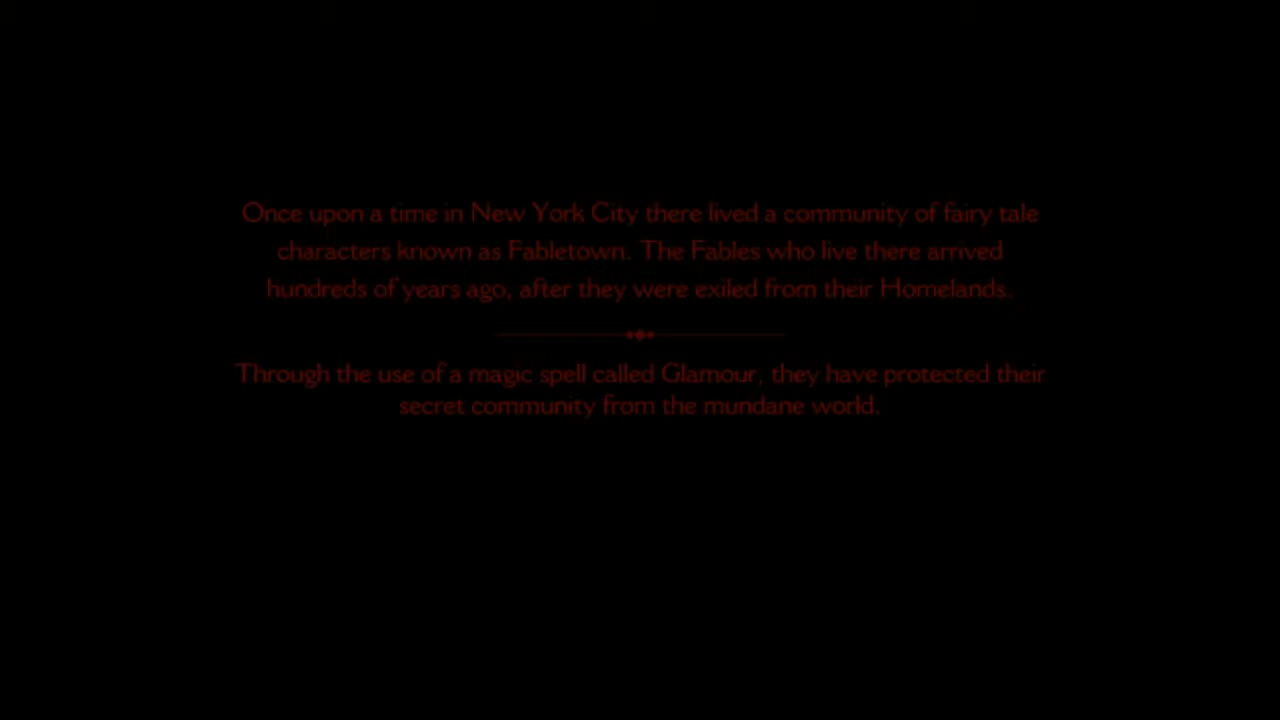 Once upon a time in New York City there lived a community of fairy tale
characters known as Fabletown. The Fables who live there arrived
hundreds of years ago, after they were exiled from their Homelands.
Through the use of a magic spell called Glamour, they have protected their
secret community from the mundane world.